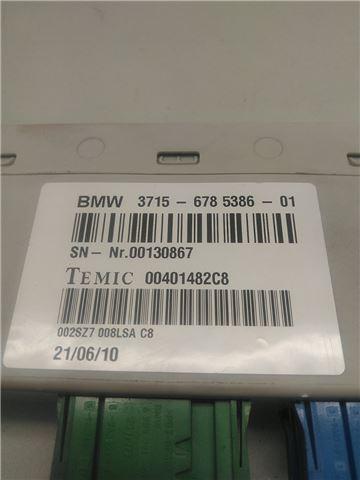 BMW 3715 - 678 5386 - 01
SN- Nr.00130867
TEMIC 00401482C8
002SZ7 008LSA C8
21/06/10